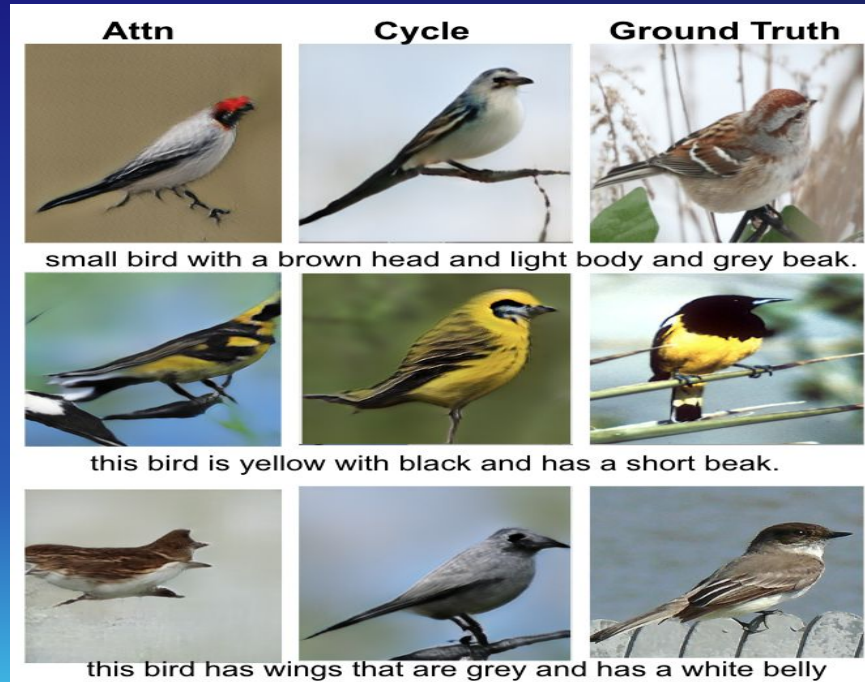 Attn Cycle Ground Truth
small bird with a brown head and light body and grey beak.
this bird is yellow with black and has a short beak.
this bird has wings that are grey and has a white belly